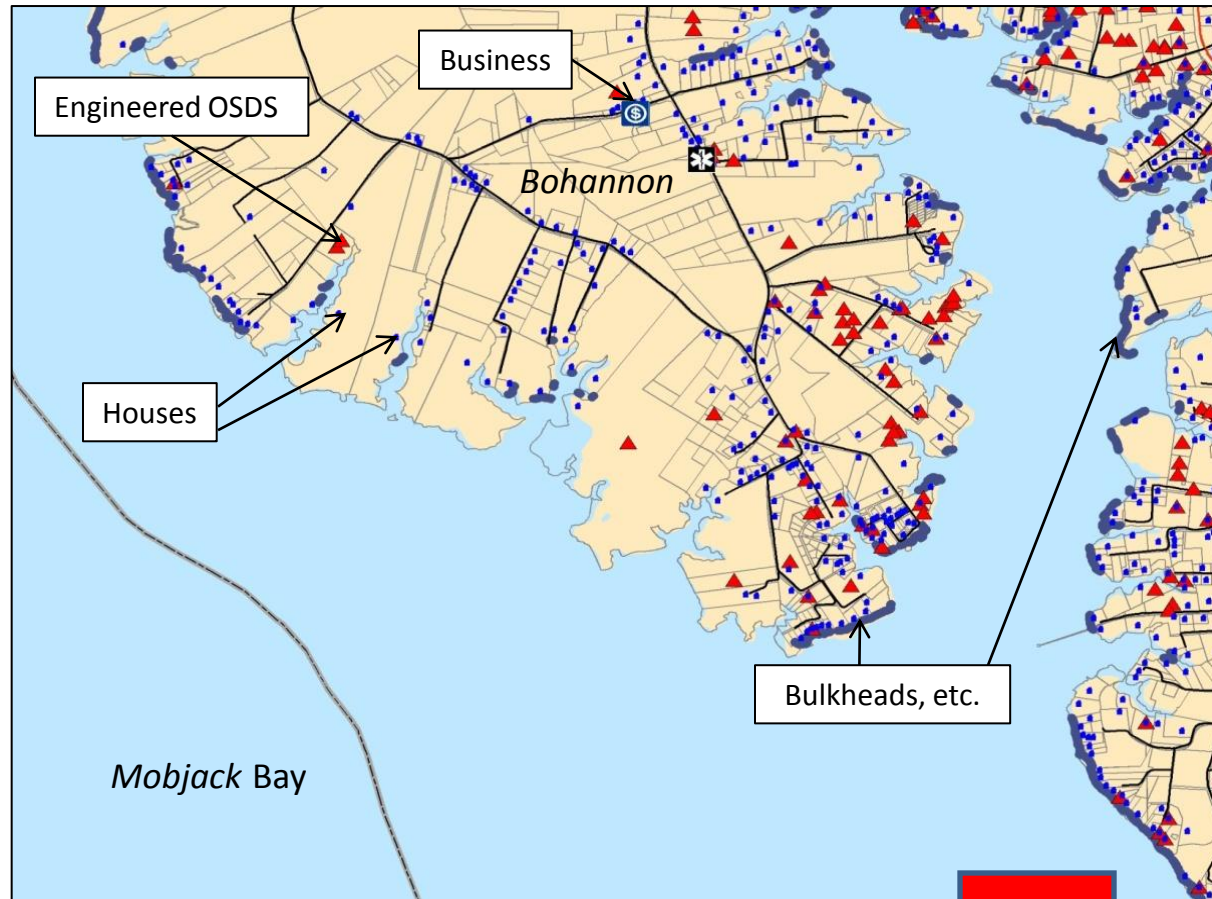 Business
Engineered OSDS
Bohannon
Houses
Bulkheads, etc.
Mobjack Bay